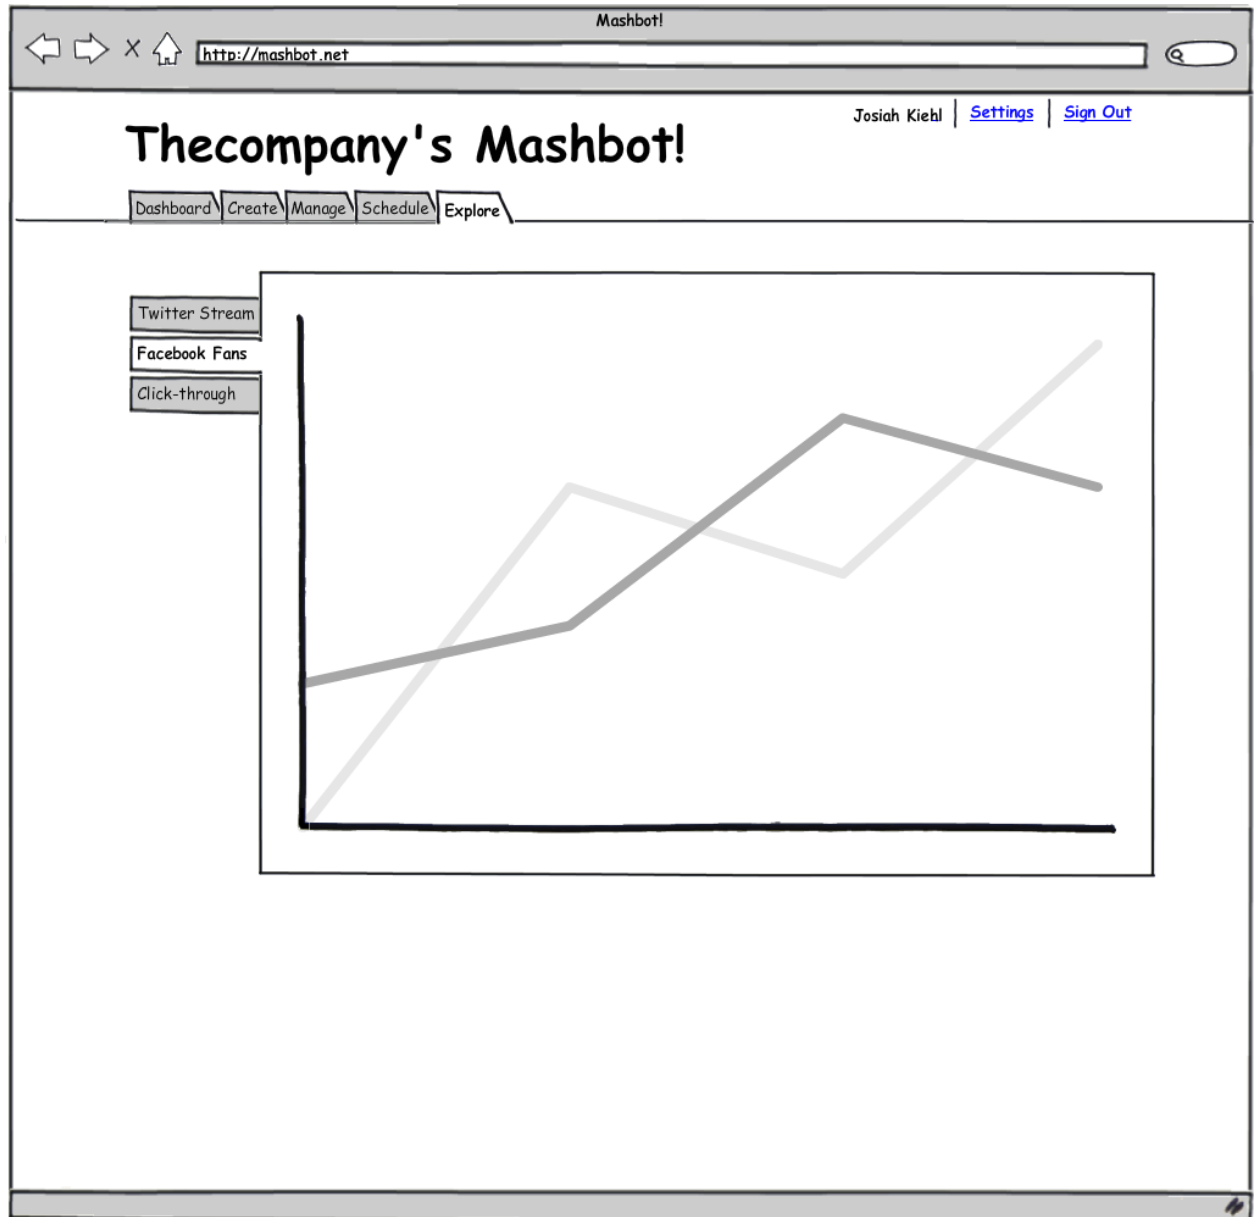 Mashbot!
http://mashbot.net
Josiah Kiehl Settings Sign Out
Thecompany's Mashbot!
Dashboard Create Manage Schedule Explore
Twitter Stream
Facebook Fans
Click-through